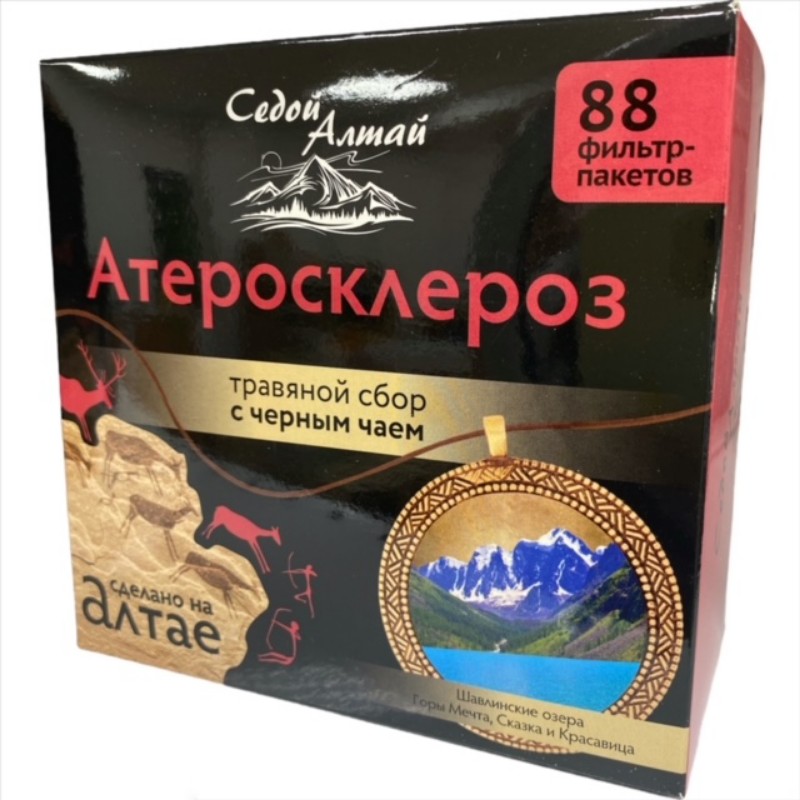 Седой
Алтай
88
фильтр-
пакетов
Атеросклероз
травяной сбор
с черным чаем
сделано на
алтае
Шавлинские озера
Горы Мечта, Сказка и Красавица